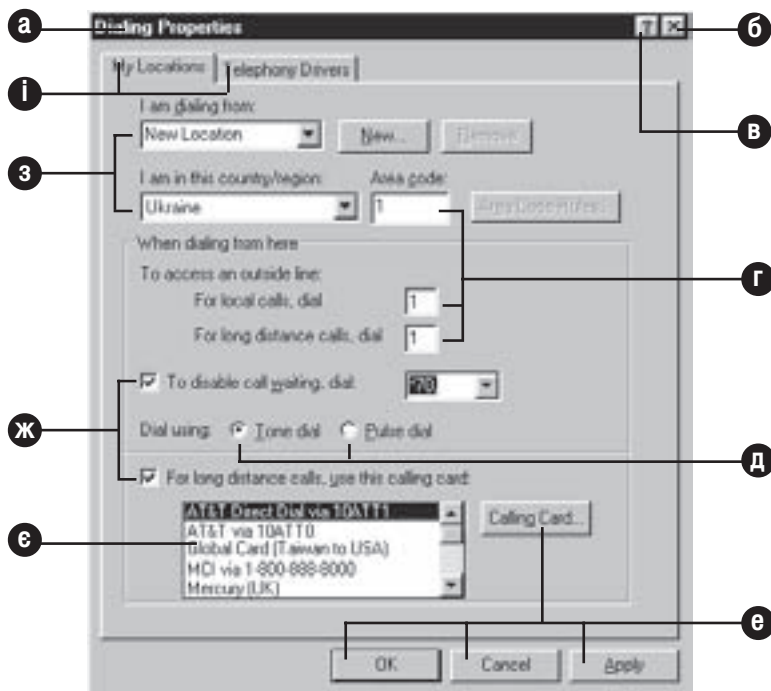 а
Dialing Properties
б
в
My Locations
Telephony Drivers
і
I am dialing from:
New Location
New...
Remove
з
I am in this country/region:
Area code:
Ukraine
1
Area Code Rules...
When dialing from here
г
To access an outside line:
For local calls, dial
1
For long distance calls, dial
1
To disable call waiting, dial:
*70
ж
Dial using:
Tone dial
Pulse dial
д
For long distance calls, use this calling card:
AT&T Direct Dial via 10ATT1
AT&T via 10ATT0
Global Card (Taiwan to USA)
MCI via 1-800-888-8000
Mercury (UK)
Calling Card...
є
е
OK
Cancel
Apply